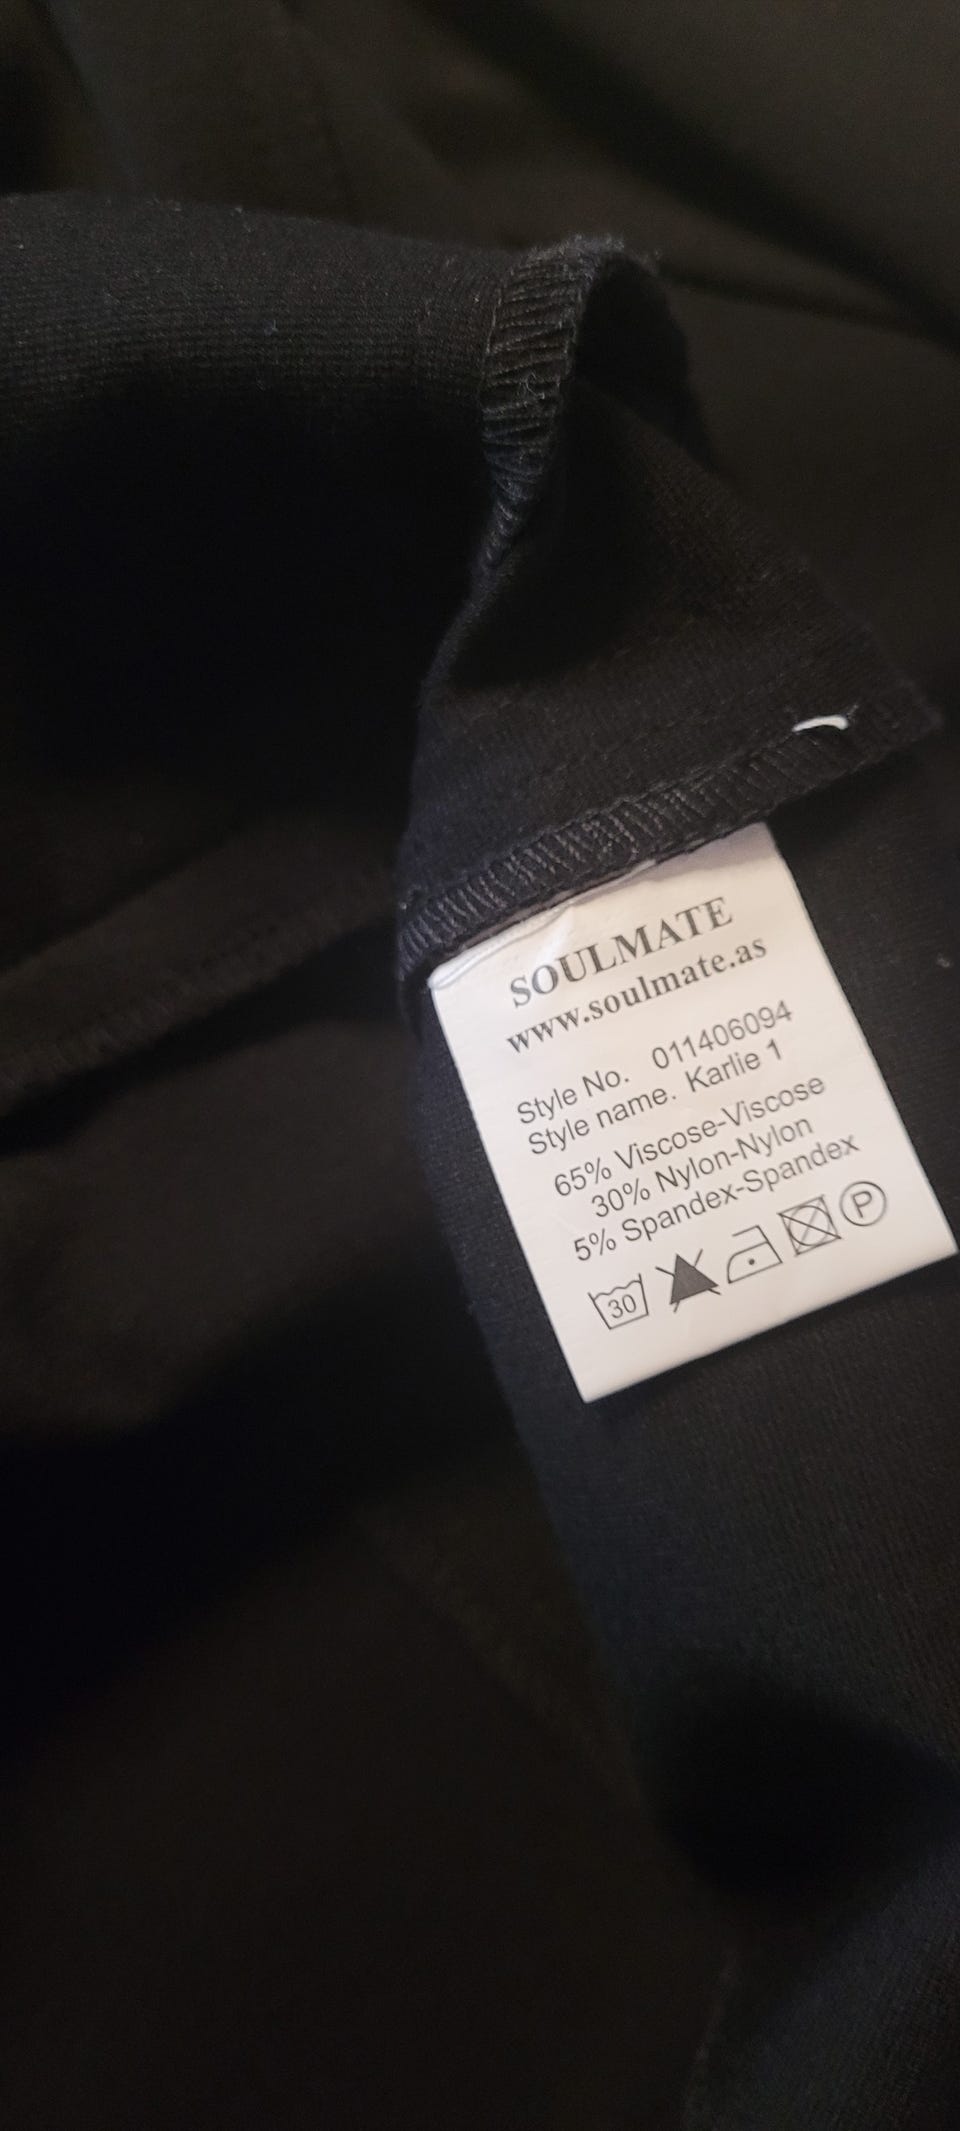 SOULMATE
www.soulmate.as
Style No. 011406094
Style name. Karlie 1
65% Viscose-Viscose
30% Nylon-Nylon
5% Spandex-Spandex
30 P